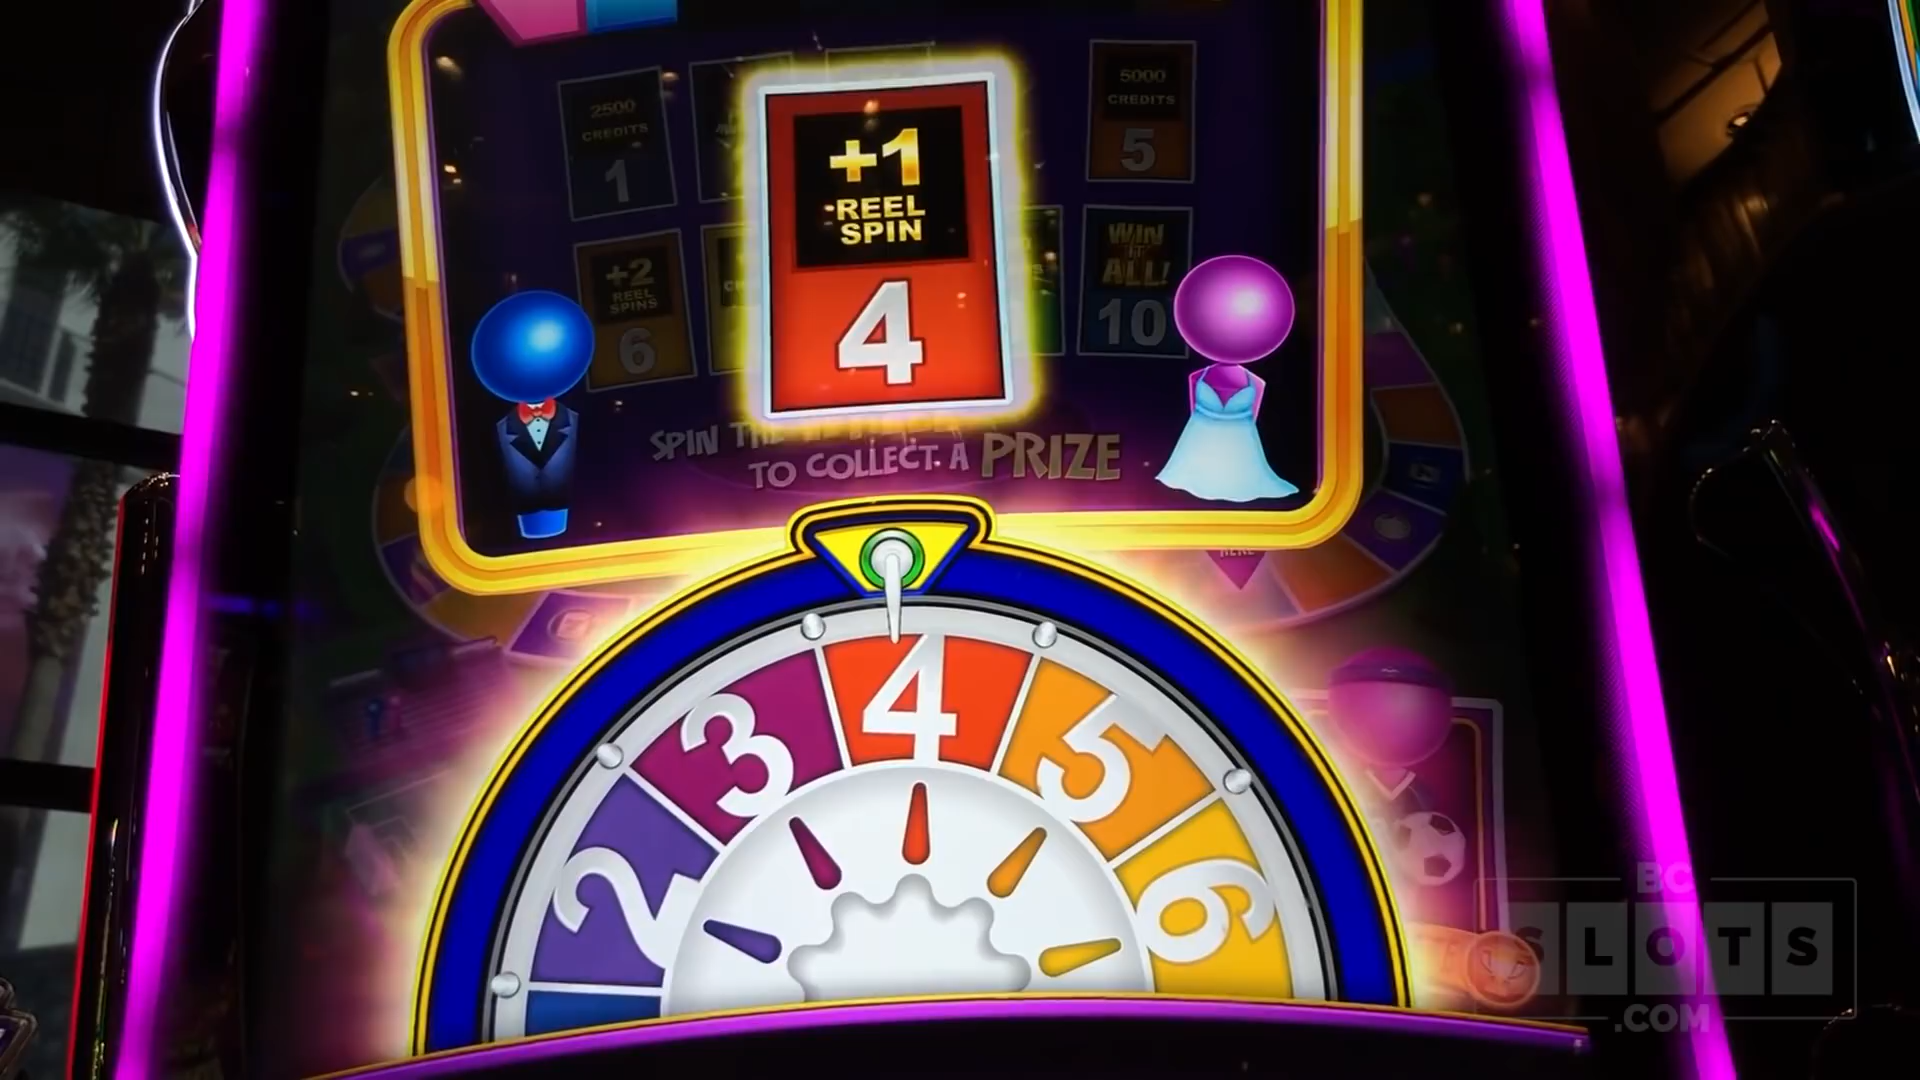 2500
CREDITS
1
+1
REEL
SPIN
4
5000
CREDITS
5
+2
REEL
SPINS
6
WIN
IT
ALL!
10
SPIN THE
TO COLLECT A PRIZE
HERE
2
3
4
5
6
BC
SLOTS
.COM